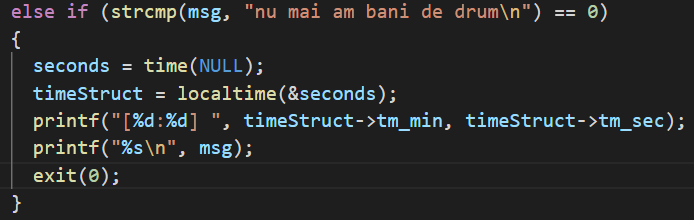 else if (strcmp(msg, "nu mai am bani de drum\n") == 0)
{
seconds = time(NULL);
timeStruct = localtime(&seconds);
printf("[%d:%d] ", timeStruct->tm_min, timeStruct->tm_sec);
printf("%s\n", msg);
exit(0);
}